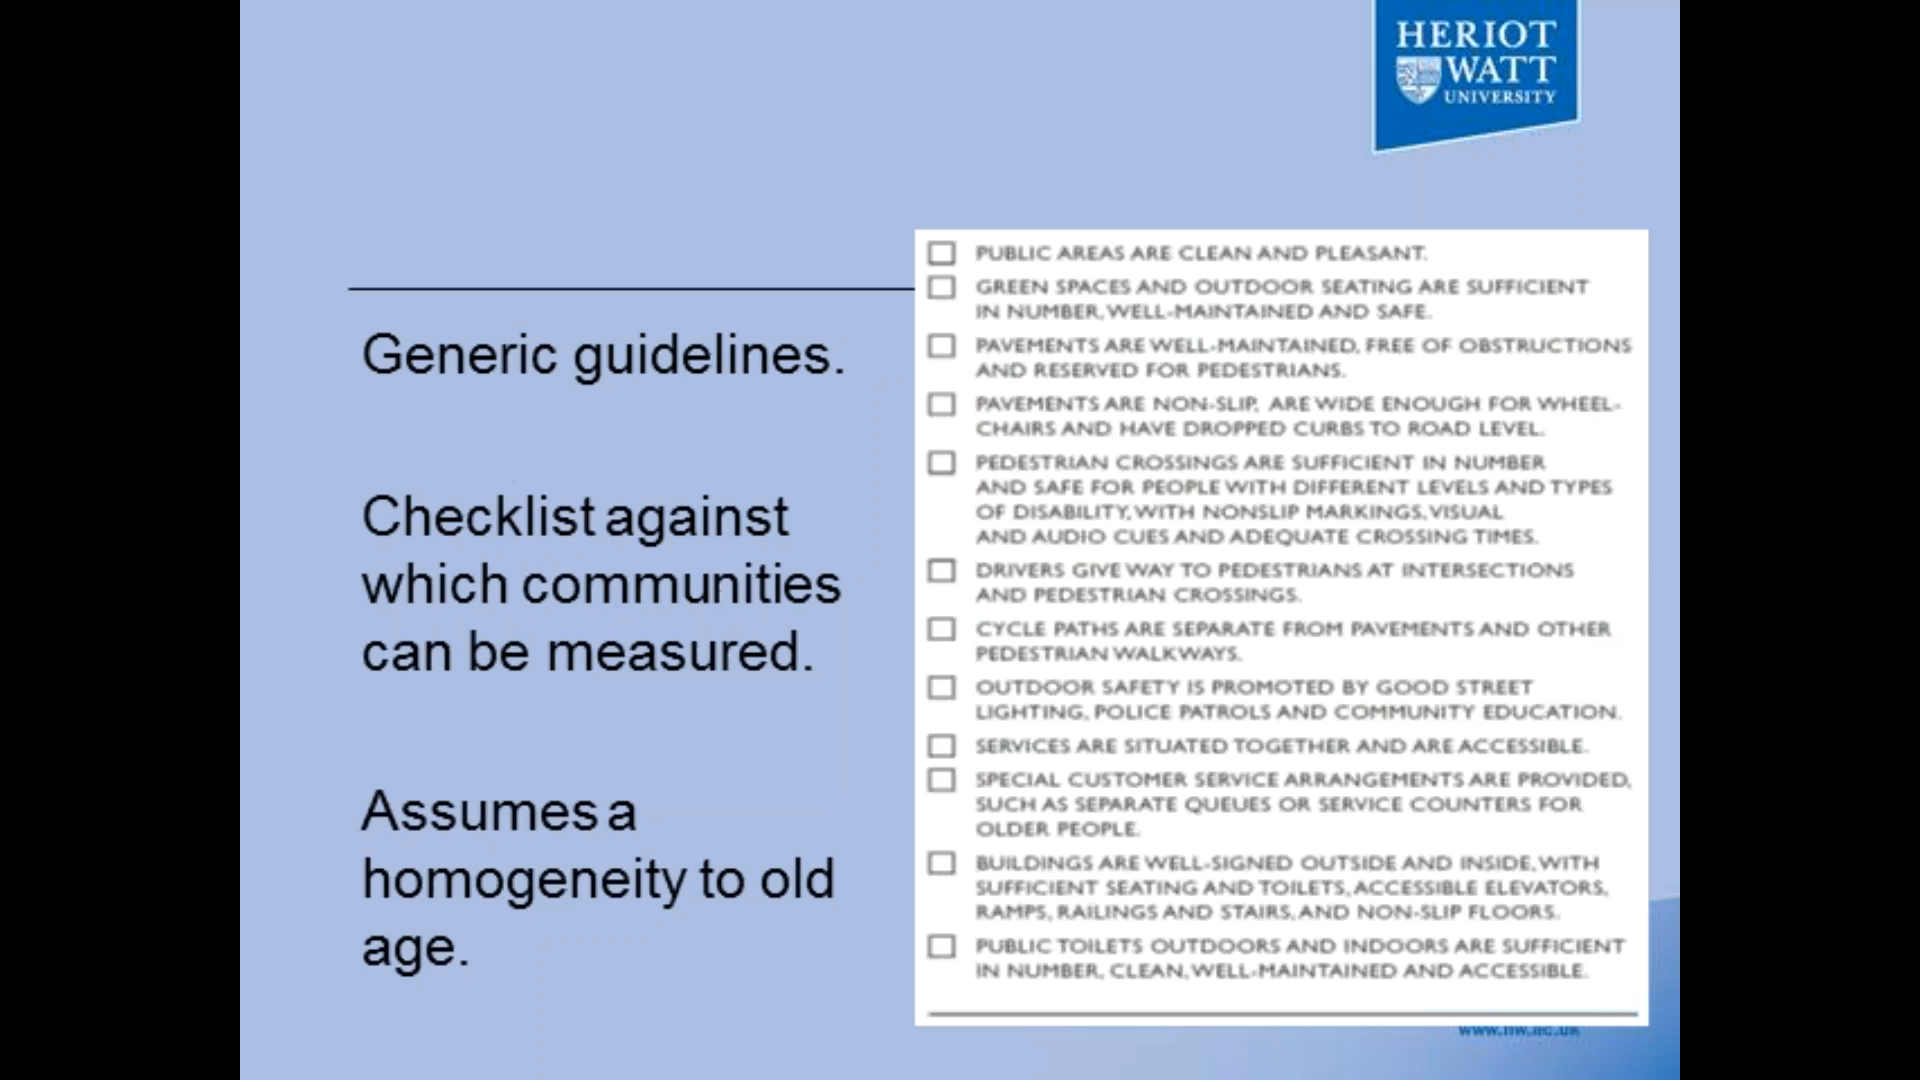 HERIOT
WATT
UNIVERSITY
Generic guidelines.
Checklist against
which communities
can be measured.
Assumes a
homogeneity to old
age.
PUBLIC AREAS ARE CLEAN AND PLEASANT.
GREEN SPACES AND OUTDOOR SEATING ARE SUFFICIENT
IN NUMBER, WELL-MAINTAINED AND SAFE.
PAVEMENTS ARE WELL-MAINTAINED, FREE OF OBSTRUCTIONS
AND RESERVED FOR PEDESTRIANS.
PAVEMENTS ARE NON-SLIP, ARE WIDE ENOUGH FOR WHEEL-
CHAIRS AND HAVE DROPPED CURBS TO ROAD LEVEL.
PEDESTRIAN CROSSINGS ARE SUFFICIENT IN NUMBER
AND SAFE FOR PEOPLE WITH DIFFERENT LEVELS AND TYPES
OF DISABILITY, WITH NONSLIP MARKINGS, VISUAL
AND AUDIO CUES AND ADEQUATE CROSSING TIMES.
DRIVERS GIVE WAY TO PEDESTRIANS AT INTERSECTIONS
AND PEDESTRIAN CROSSINGS.
CYCLE PATHS ARE SEPARATE FROM PAVEMENTS AND OTHER
PEDESTRIAN WALKWAYS.
OUTDOOR SAFETY IS PROMOTED BY GOOD STREET
LIGHTING, POLICE PATROLS AND COMMUNITY EDUCATION.
SERVICES ARE SITUATED TOGETHER AND ARE ACCESSIBLE.
SPECIAL CUSTOMER SERVICE ARRANGEMENTS ARE PROVIDED,
SUCH AS SEPARATE QUEUES OR SERVICE COUNTERS FOR
OLDER PEOPLE.
BUILDINGS ARE WELL-SIGNED OUTSIDE AND INSIDE, WITH
SUFFICIENT SEATING AND TOILETS, ACCESSIBLE ELEVATORS,
RAMPS, RAILINGS AND STAIRS, AND NON-SLIP FLOORS.
PUBLIC TOILETS OUTDOORS AND INDOORS ARE SUFFICIENT
IN NUMBER, CLEAN, WELL-MAINTAINED AND ACCESSIBLE.
www.hw.ac.uk